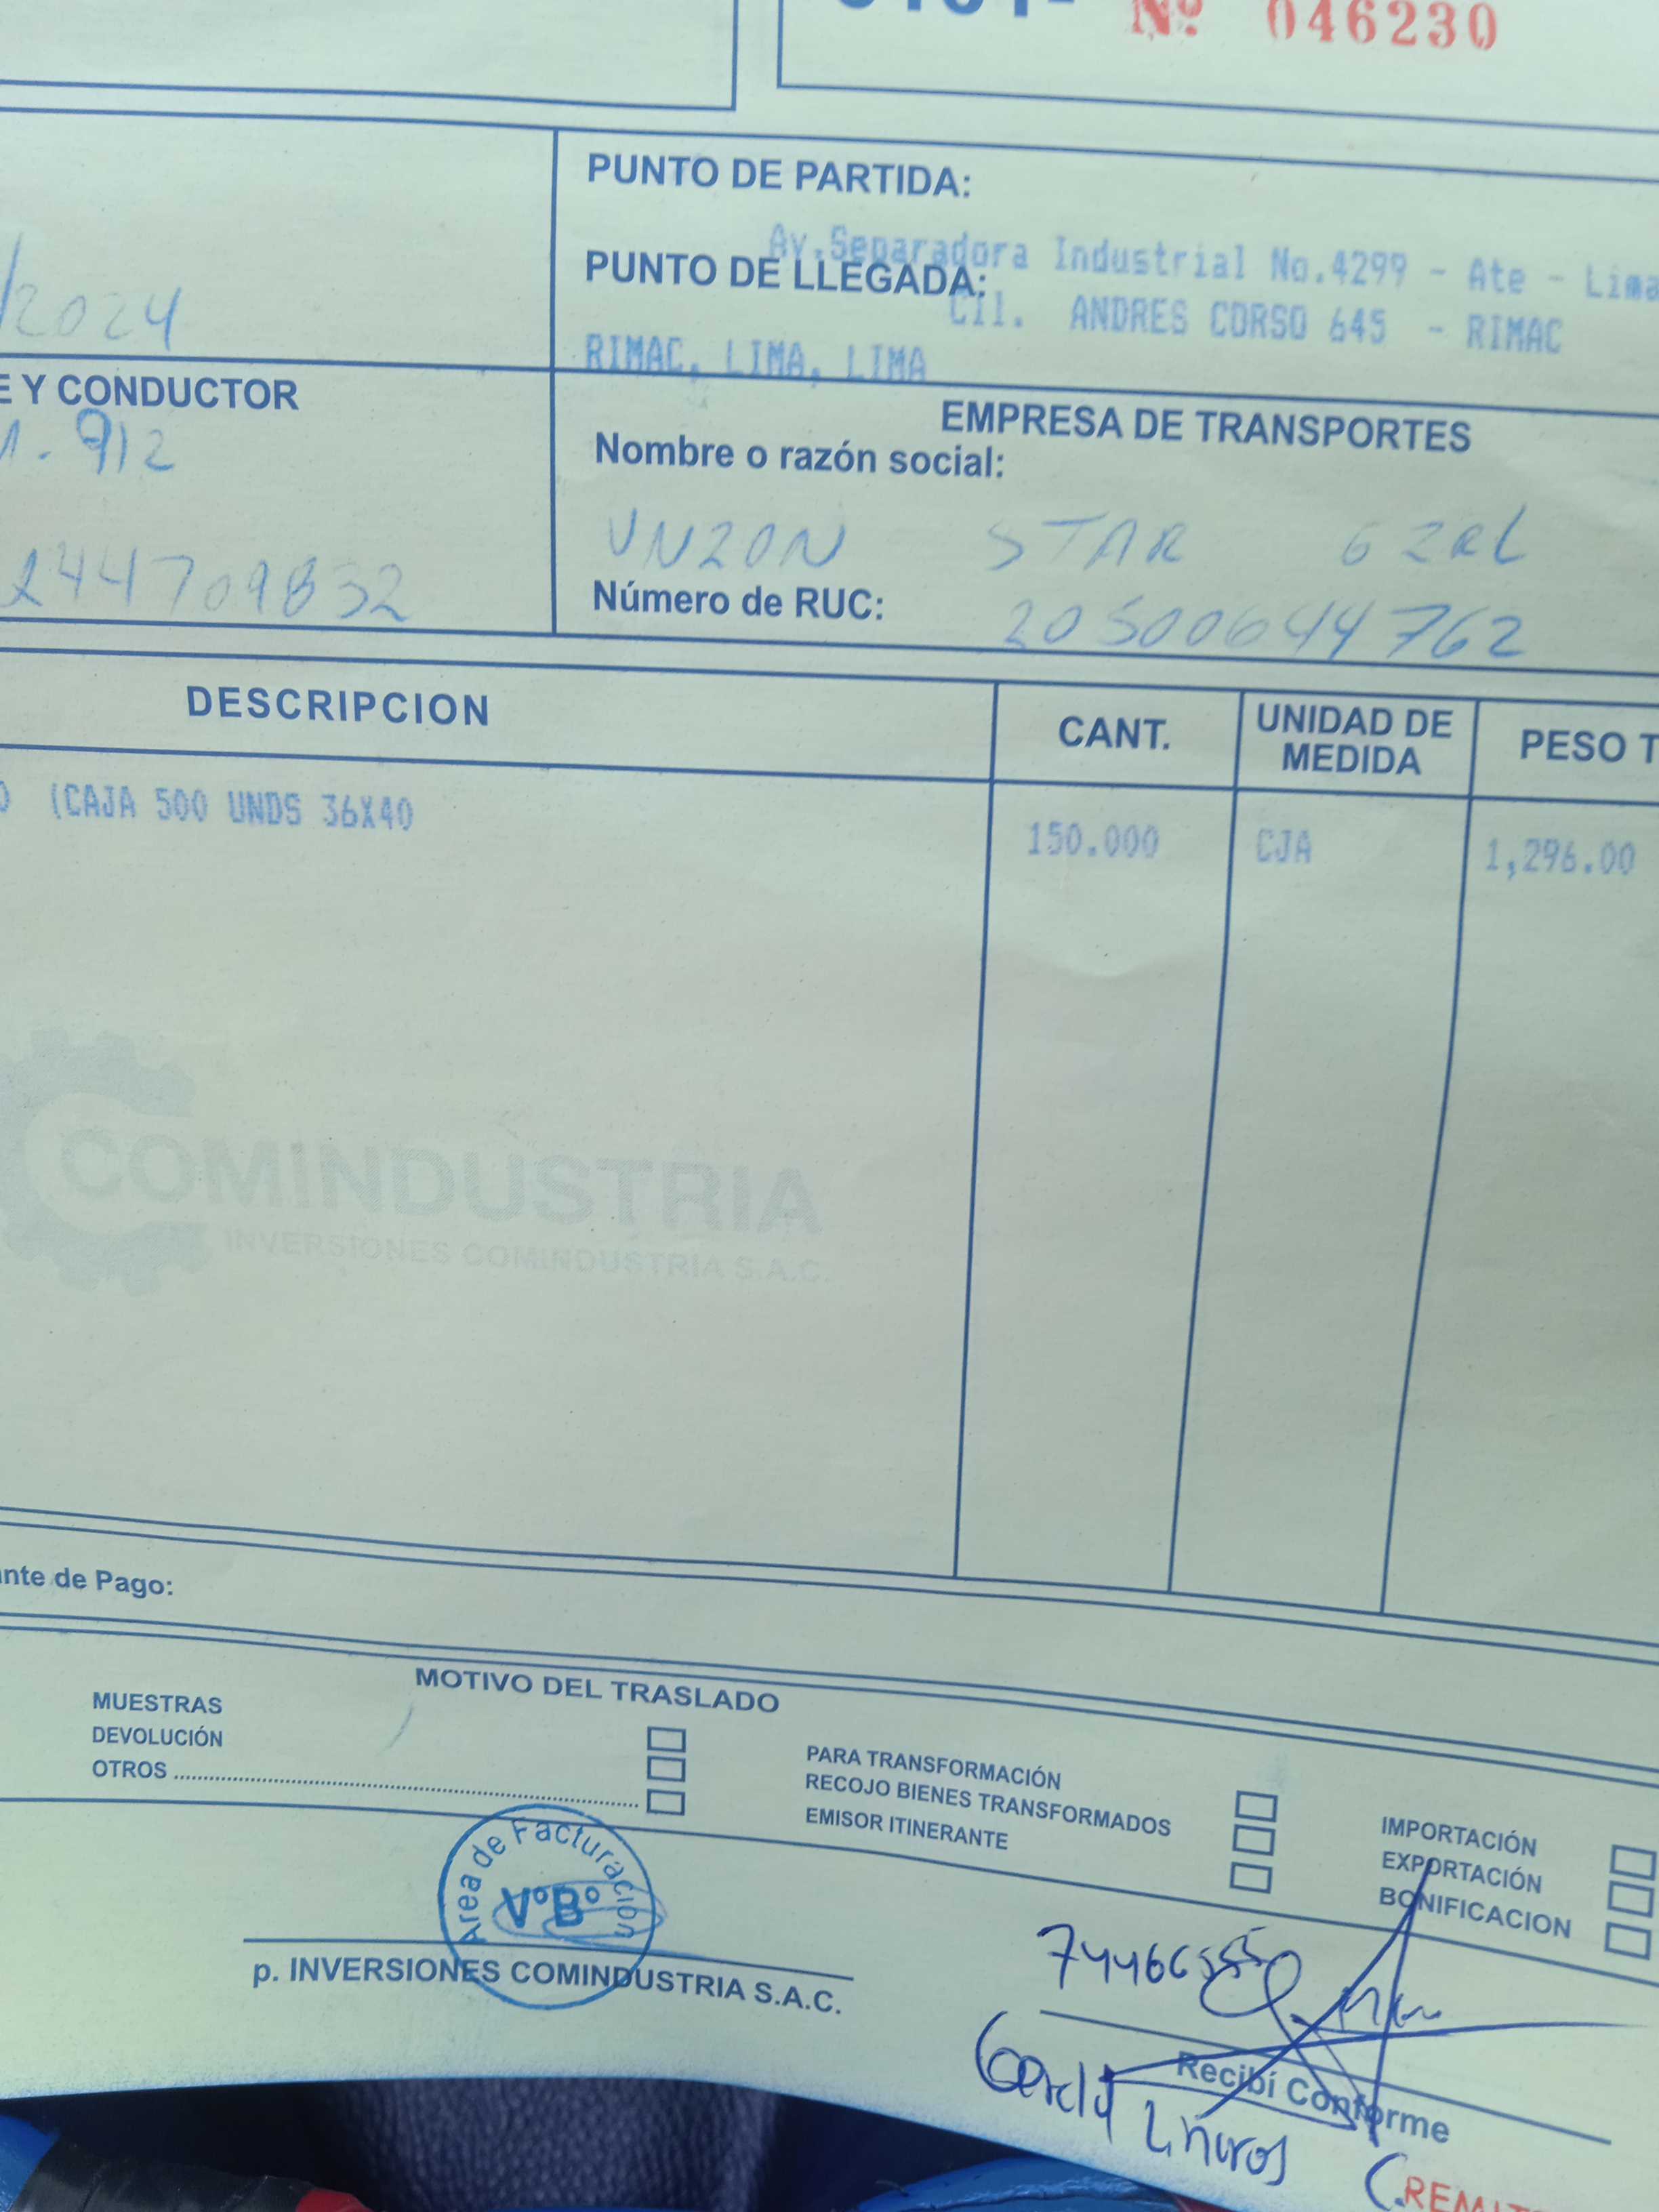 Nº 046230
PUNTO DE PARTIDA:
Av.Separadora Industrial No.4299 - Ate - Lima
PUNTO DE LLEGADA:
Cll. ANDRES CORSO 645 - RIMAC
RIMAC, LIMA, LIMA
/2024
E Y CONDUCTOR
. 912
244709832
EMPRESA DE TRANSPORTES
Nombre o razón social:
UNZON STAR EZRL
Número de RUC:
20500644762
DESCRIPCION CANT. UNIDAD DE MEDIDA PESO T
(CAJA 500 UNDS 36X40 150.000 CJA 1,296.00
COMINDUSTRIA
INVERSIONES COMINDUSTRIA S.A.C.
nte de Pago:
MOTIVO DEL TRASLADO
MUESTRAS
DEVOLUCIÓN
OTROS
PARA TRANSFORMACIÓN
RECOJO BIENES TRANSFORMADOS
EMISOR ITINERANTE
IMPORTACIÓN
EXPORTACIÓN
BONIFICACION
Area de Facturación
VºBº
p. INVERSIONES COMINDUSTRIA S.A.C.
Recibí Conforme